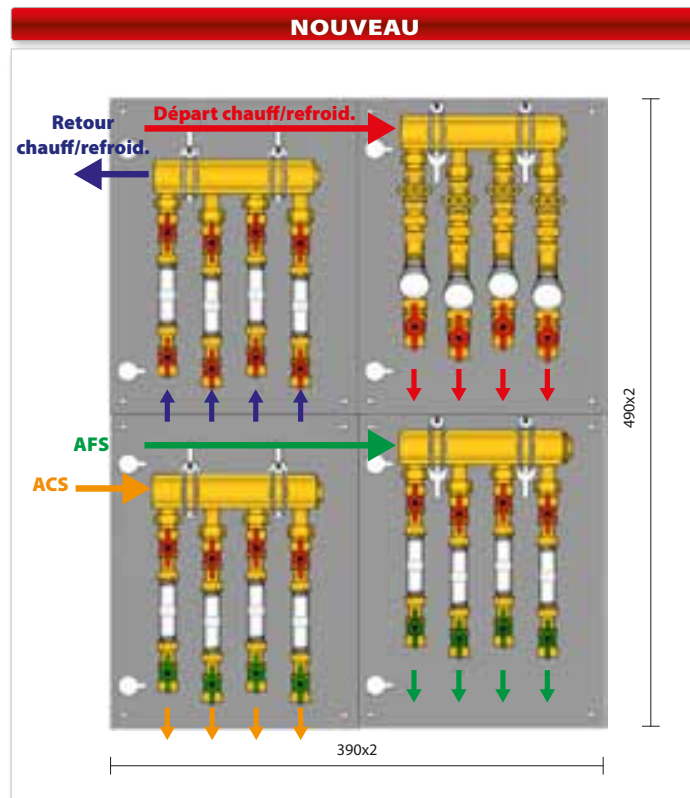 NOUVEAU
Départ chauff/refroid.
Retour
chauff/refroid.
AFS
ACS
490x2
390x2